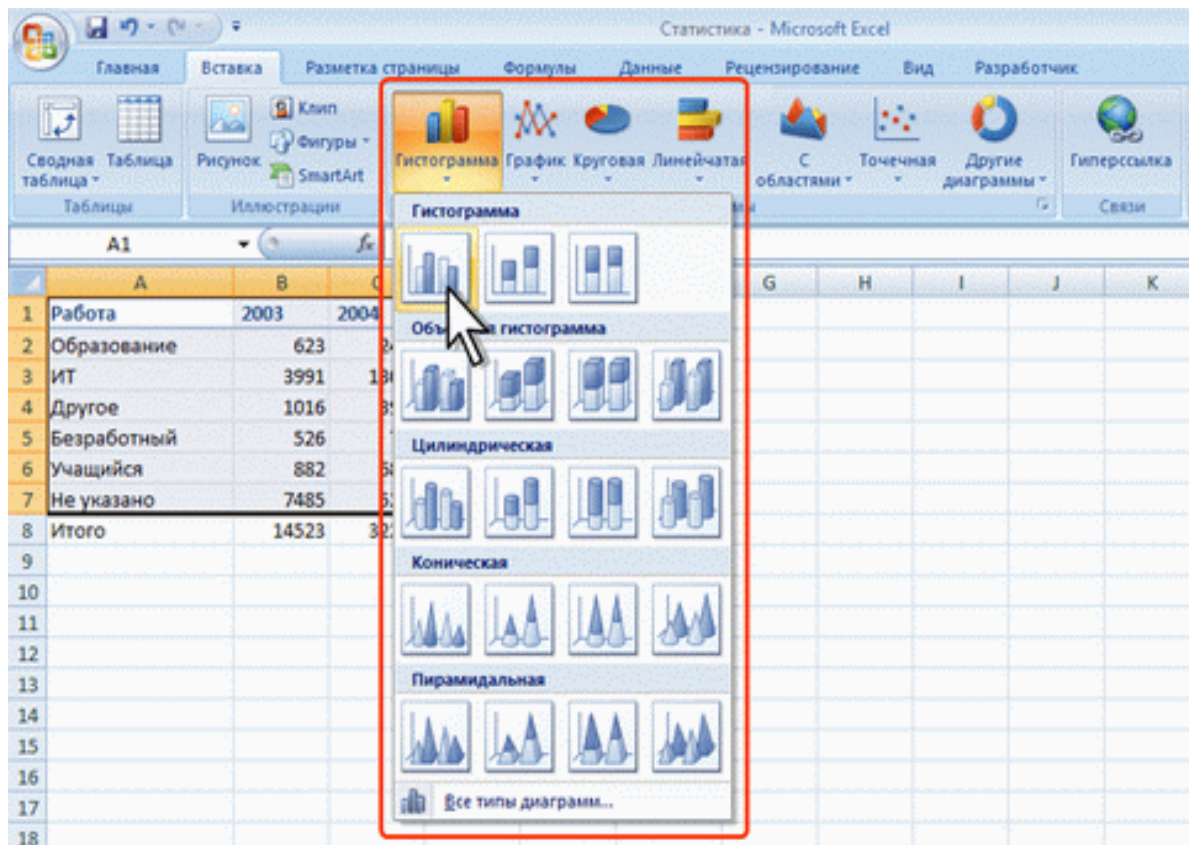 Статистика - Microsoft Excel
Главная Вставка Разметка страницы Формулы Данные Рецензирование Вид Разработчик
Сводная таблица Таблица Рисунок Клип Фигуры SmartArt Гистограмма График Круговая Линейчатая С областями Точечная Другие диаграммы Гиперссылка
Таблицы Иллюстрации Связи
A1 fx
A B G H I J K
1 Работа 2003 2004
2 Образование 623
3 ИТ 3991
4 Другое 1016
5 Безработный 526
6 Учащийся 882
7 Не указано 7485
8 Итого 14523
9
10
11
12
13
14
15
16
17
18
Гистограмма
гистограмма
Цилиндрическая
Коническая
Пирамидальная
Все типы диаграмм...